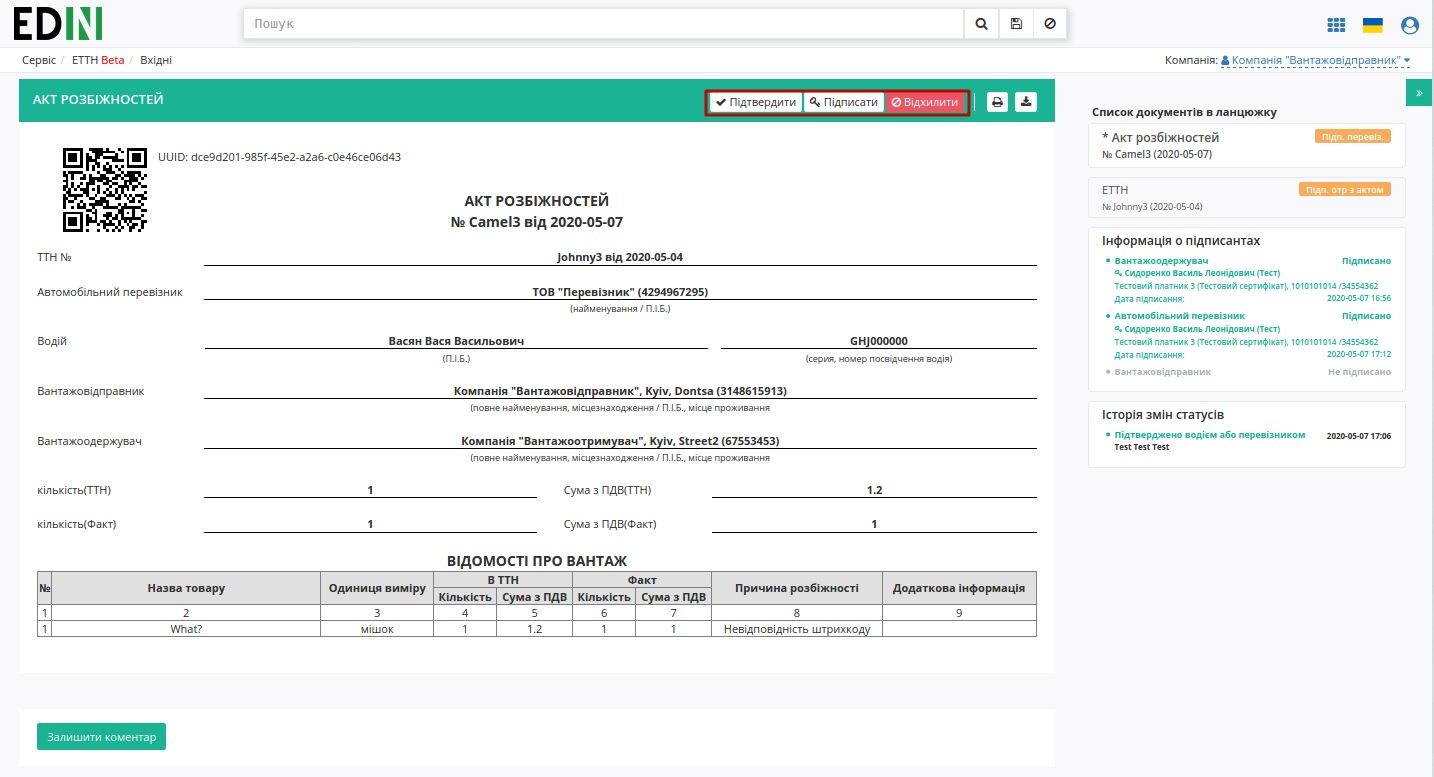 EDIN
Пошук
Сервіс / ЕТТН Beta / Вхідні
Компанія: Компанія "Вантажовідправник"
АКТ РОЗБІЖНОСТЕЙ
Підтвердити Підписати Відхилити
»
UUID: dce9d201-985f-45e2-a2a6-c0e46ce06d43
АКТ РОЗБІЖНОСТЕЙ
№ Camel3 від 2020-05-07
ТТН № Johnny3 від 2020-05-04
Автомобільний перевізник ТОВ "Перевізник" (4294967295)
(найменування / П.І.Б.)
Водій Васян Вася Васильович GHJ000000
(П.І.Б.) (серия, номер посвідчення водія)
Вантажовідправник Компанія "Вантажовідправник", Kyiv, Dontsa (3148615913)
(повне найменування, місцезнаходження / П.І.Б., місце проживання
Вантажоодержувач Компанія "Вантажоотримувач", Kyiv, Street2 (67553453)
(повне найменування, місцезнаходження / П.І.Б., місце проживання
кількість(ТТН) 1 Сума з ПДВ(ТТН) 1.2
кількість(Факт) 1 Сума з ПДВ(Факт) 1
ВІДОМОСТІ ПРО ВАНТАЖ
№ Назва товару Одиниця виміру В ТТН Факт Причина розбіжності Додаткова інформація
Кількість Сума з ПДВ Кількість Сума з ПДВ
1 2 3 4 5 6 7 8 9
1 What? мішок 1 1.2 1 1 Невідповідність штрихкоду
Залишити коментар
Список документів в ланцюжку
* Акт розбіжностей Підп. перевіз.
№ Camel3 (2020-05-07)
ЕТТН Підп. отр з актом
№ Johnny3 (2020-05-04)
Інформація о підписантах
Вантажоодержувач Підписано
Сидоренко Василь Леонідович (Тест)
Тестовий платник 3 (Тестовий сертифікат), 1010101014 /34554362
Дата підписання: 2020-05-07 16:56
Автомобільний перевізник Підписано
Сидоренко Василь Леонідович (Тест)
Тестовий платник 3 (Тестовий сертифікат), 1010101014 /34554362
Дата підписання: 2020-05-07 17:12
Вантажовідправник Не підписано
Історія змін статусів
Підтверджено водієм або перевізником 2020-05-07 17:06
Test Test Test